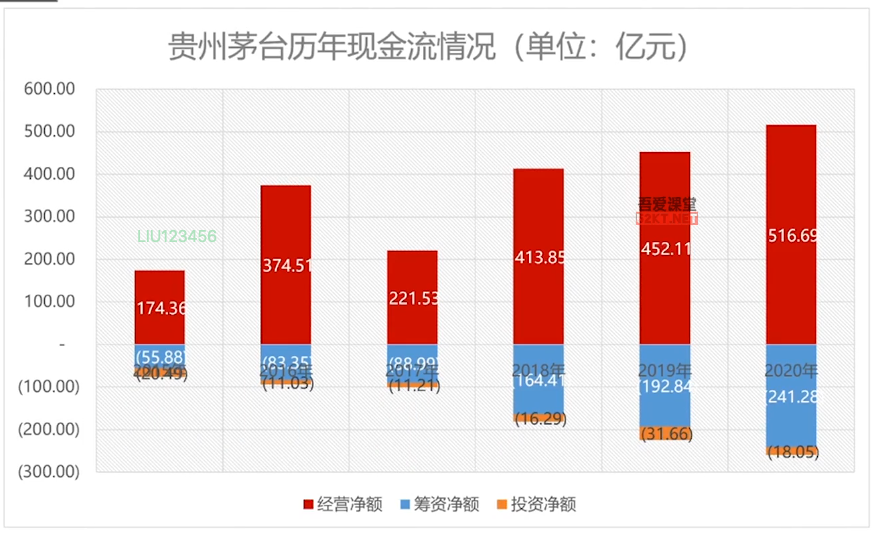 贵州茅台历年现金流情况（单位：亿元）
600.00
500.00
400.00
300.00
200.00
100.00
-
(100.00)
(200.00)
(300.00)
LIU123456
吾爱课堂
52KT.NET
174.36
374.51
221.53
413.85
452.11
516.69
(55.88)
(83.35)
(88.99)
(164.41
(192.84
(241.28
(20.49)
(11.03)
(11.21)
(16.29)
(31.66)
(18.05)
2016年
2017年
2018年
2019年
2020年
经营净额
筹资净额
投资净额